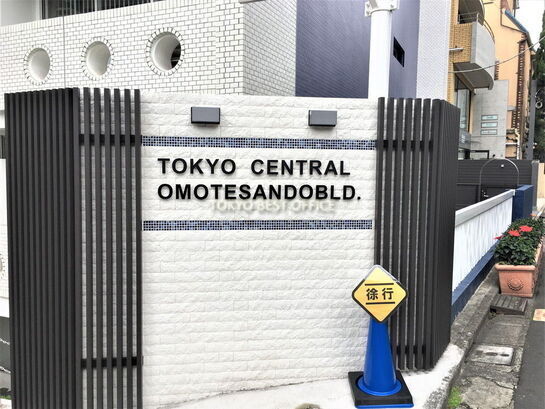 TOKYO CENTRAL
OMOTESANDOBLD.
TOKYO BEST OFFICE
徐行